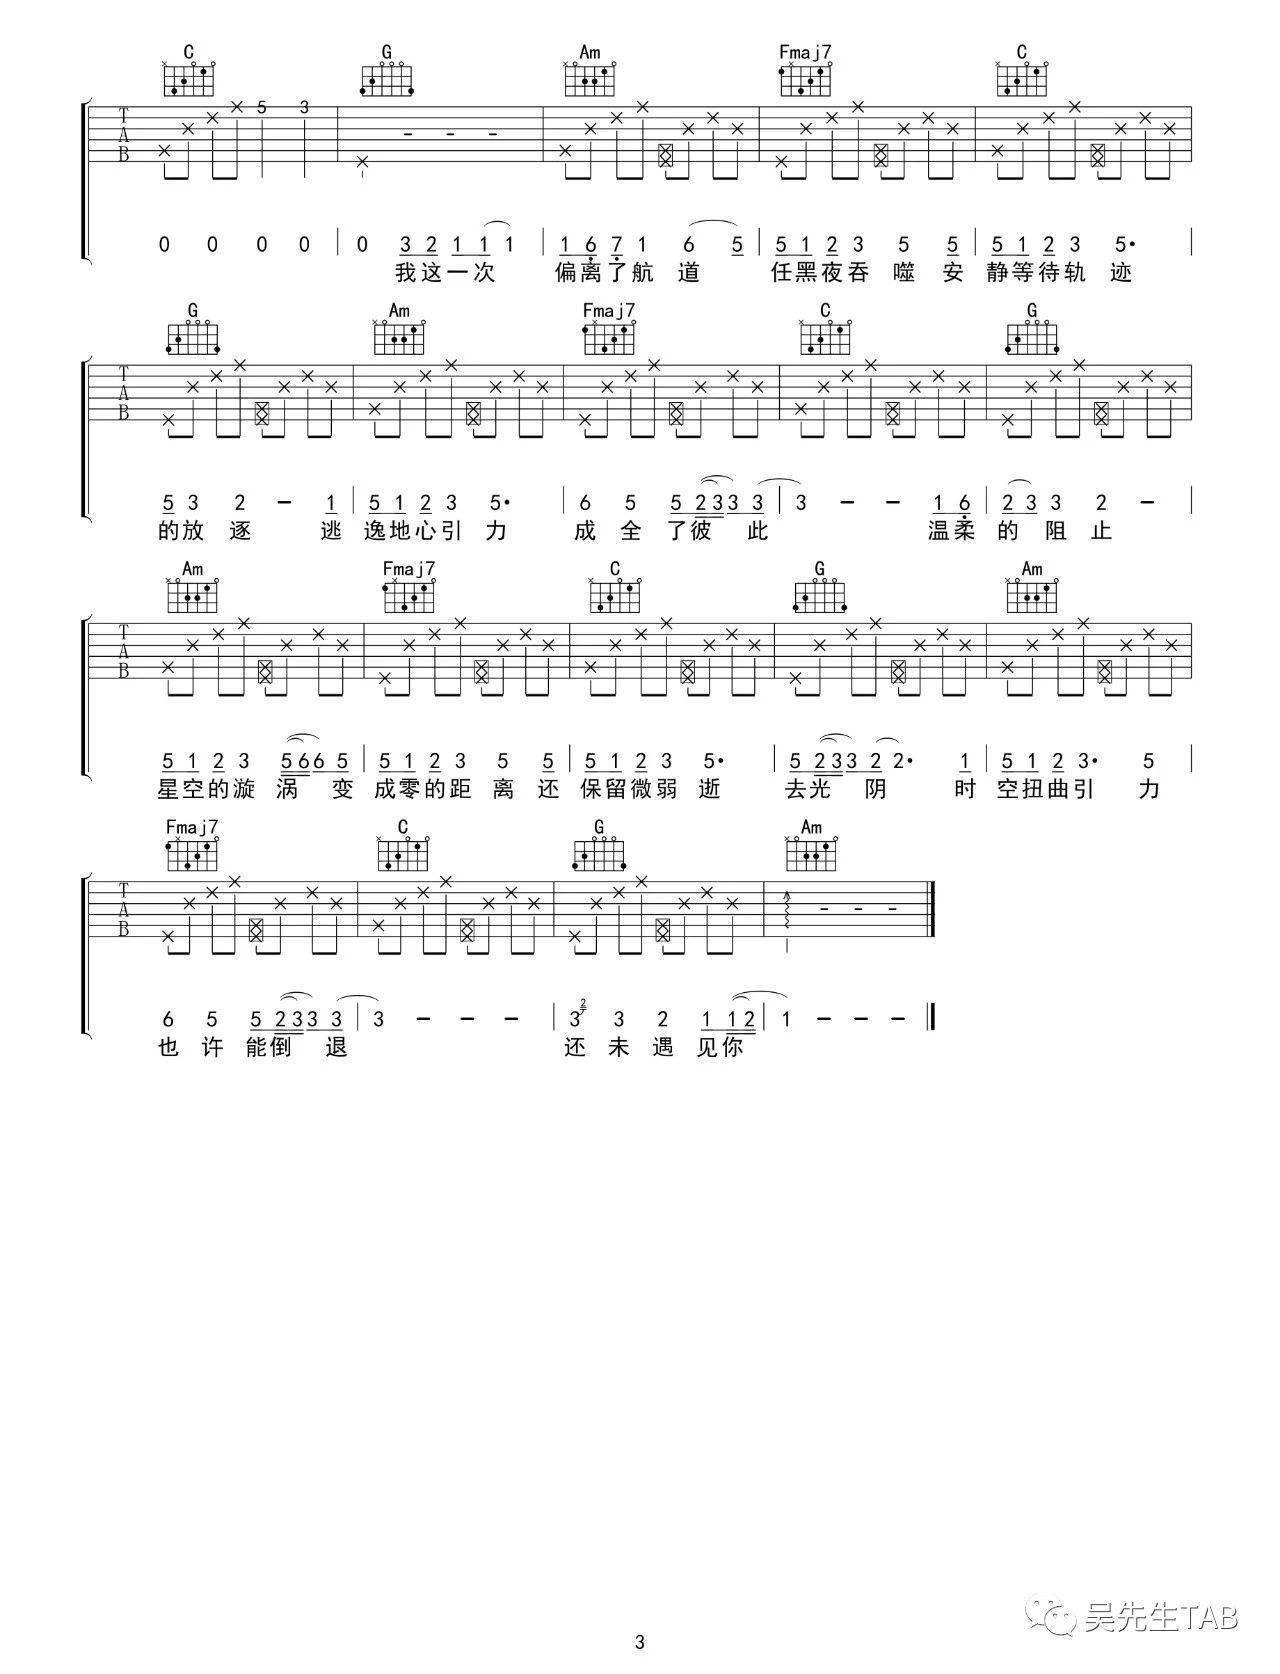 C G Am Fmaj7 C
T 5 3
A
B
0 0 0 0 0 3 2 1 1 1 1 6 7 1 6 5 5 1 2 3 5 5 5 1 2 3 5·
我这一次 偏离了航道 任黑夜吞噬安静等待轨迹
G Am Fmaj7 C G
T
A
B
5 3 2 - 1 5 1 2 3 5· 6 5 5 2 3 3 3 3 - - 1 6 2 3 3 2 -
的放逐 逃逸地心引力 成全了彼此 温柔的阻止
Am Fmaj7 C G Am
T
A
B
5 1 2 3 5 6 6 5 5 1 2 3 5 5 5 1 2 3 5· 5 2 3 3 2 2· 1 5 1 2 3· 5
星空的漩涡变成零的距离还保留微弱逝去光阴 时空扭曲引力
Fmaj7 C G Am
T
A
B
6 5 5 2 3 3 3 3 - - - 2 3 3 2 1 1 2 1 - - -
也许能倒退 还未遇见你
吴先生TAB
3